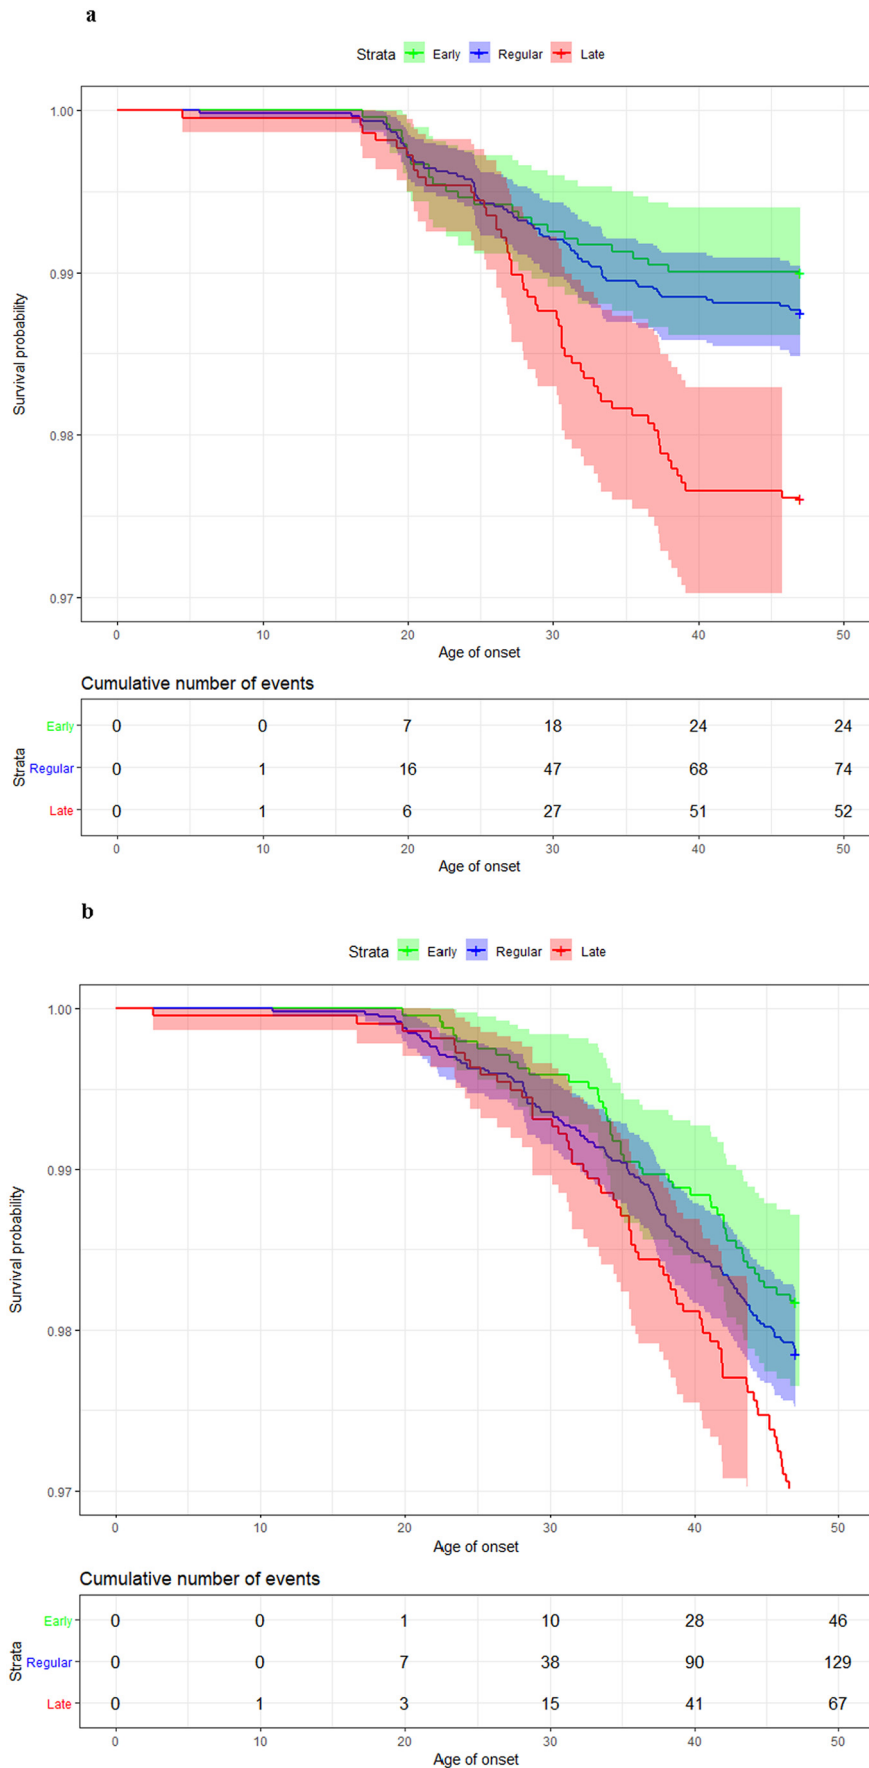 a
Strata Early Regular Late
1.00
0.99
0.98
0.97
Survival probability
0 10 20 30 40 50
Age of onset
Cumulative number of events
Early 0 0 7 18 24 24
Regular 0 1 16 47 68 74
Late 0 1 6 27 51 52
Strata
0 10 20 30 40 50
Age of onset
b
Strata Early Regular Late
1.00
0.99
0.98
0.97
Survival probability
0 10 20 30 40 50
Age of onset
Cumulative number of events
Early 0 0 1 10 28 46
Regular 0 0 7 38 90 129
Late 0 1 3 15 41 67
Strata
0 10 20 30 40 50
Age of onset